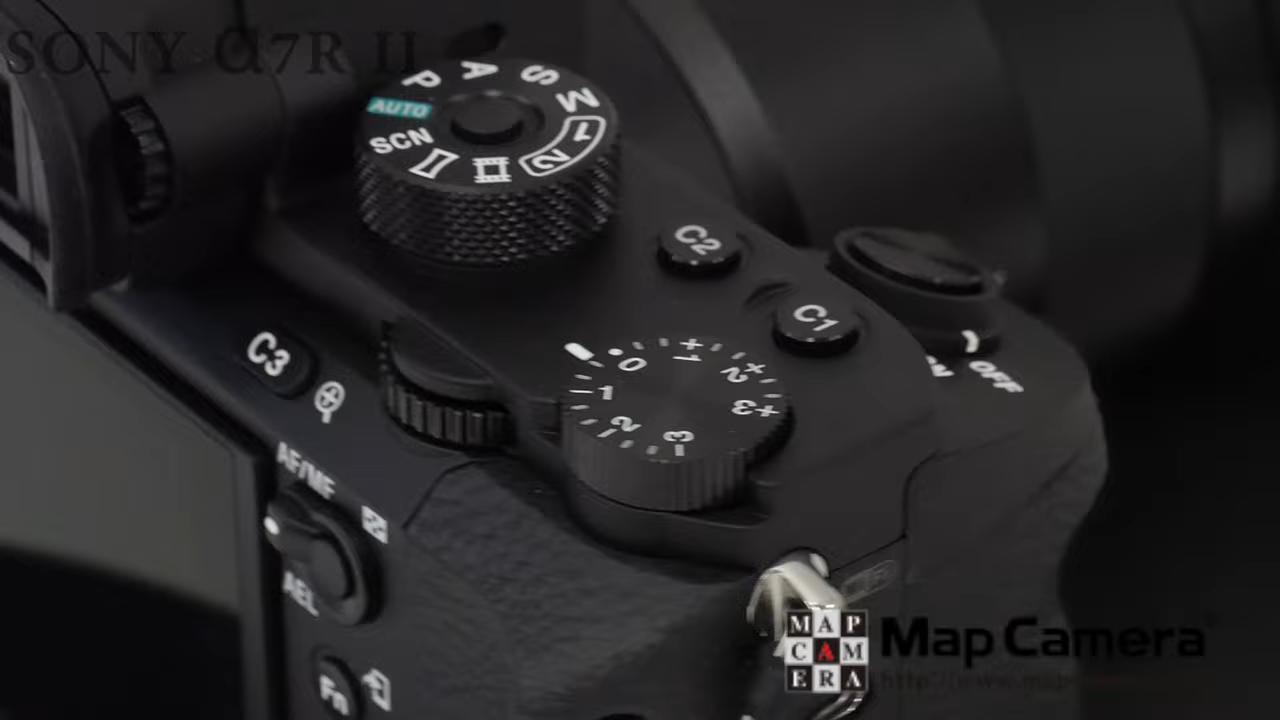 SONY α7R II
P A S M
AUTO
SCN
1 2
C2
C1
C3
0 +1 +2 +3
1 2 -3
OFF
AF/MF
AEL
Fn
MAP
CAM
ERA
Map Camera